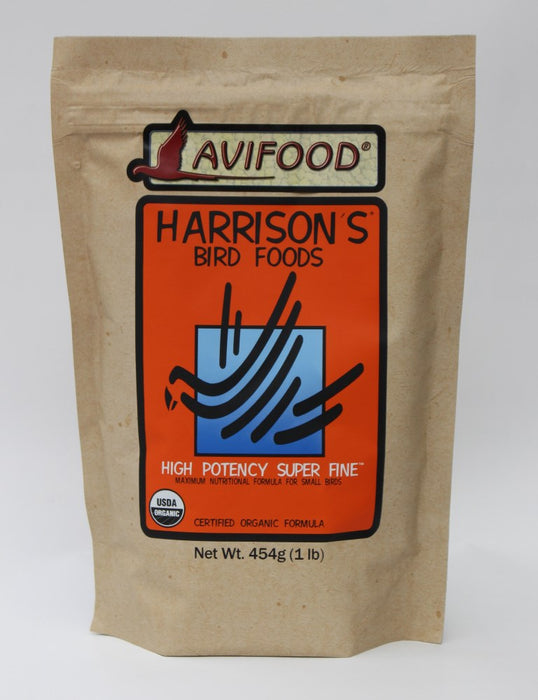 AVIFOOD®
HARRISON'S®
BIRD FOODS
HIGH POTENCY SUPER FINE™
MAXIMUM NUTRITIONAL FORMULA FOR SMALL BIRDS
USDA
ORGANIC
CERTIFIED ORGANIC FORMULA
Net Wt. 454g (1 lb)